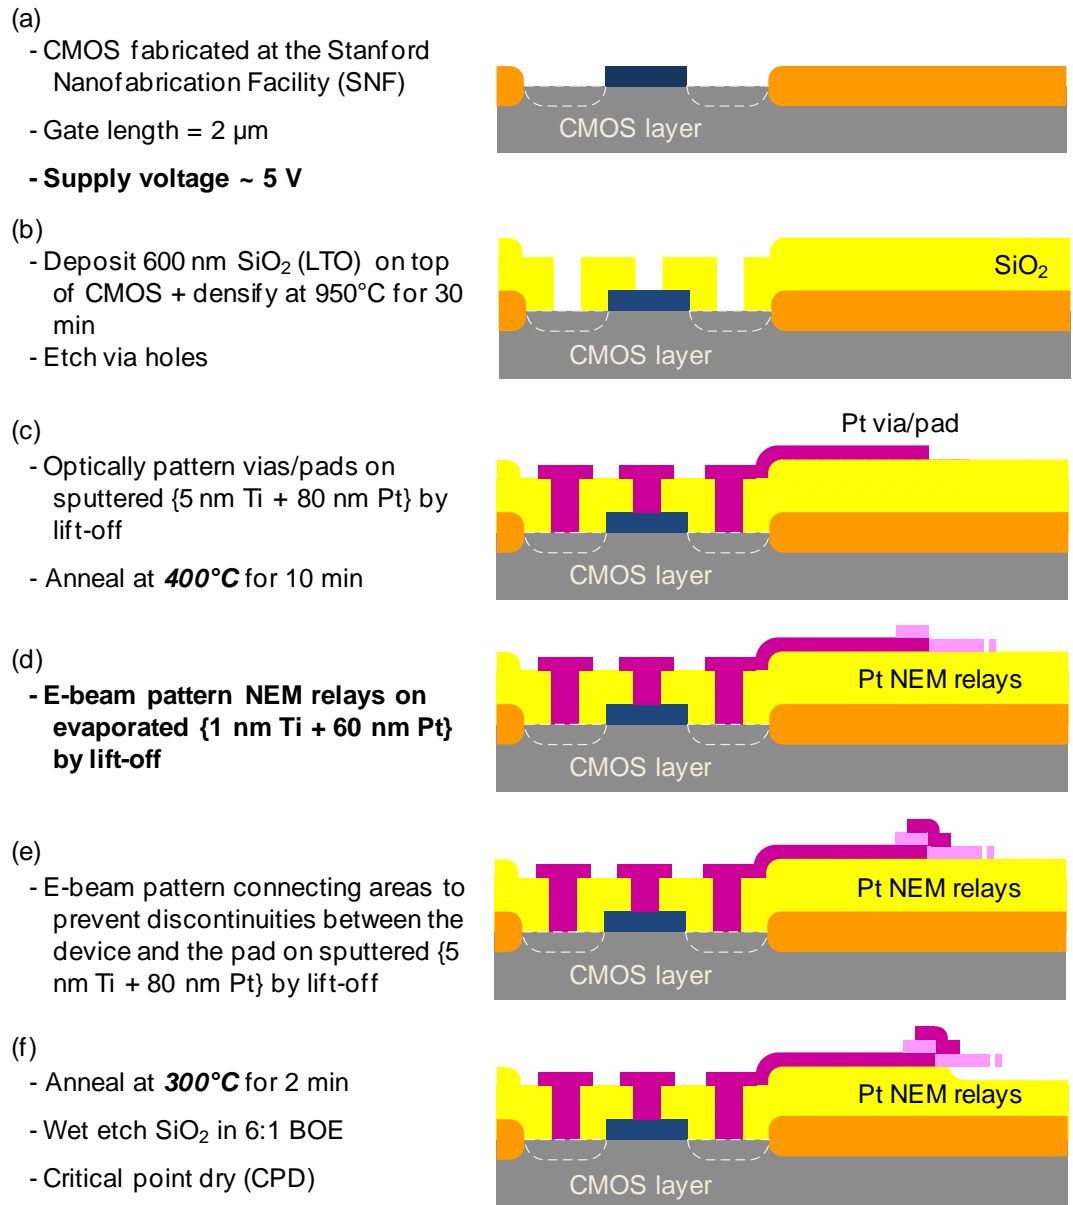 (a)
- CMOS fabricated at the Stanford
Nanofabrication Facility (SNF)
- Gate length = 2 µm
- Supply voltage ~ 5 V
CMOS layer
(b)
- Deposit 600 nm SiO₂ (LTO) on top
of CMOS + densify at 950°C for 30
min
- Etch via holes
SiO₂
CMOS layer
(c)
- Optically pattern vias/pads on
sputtered {5 nm Ti + 80 nm Pt} by
lift-off
- Anneal at 400°C for 10 min
Pt via/pad
CMOS layer
(d)
- E-beam pattern NEM relays on
evaporated {1 nm Ti + 60 nm Pt}
by lift-off
Pt NEM relays
CMOS layer
(e)
- E-beam pattern connecting areas to
prevent discontinuities between the
device and the pad on sputtered {5
nm Ti + 80 nm Pt} by lift-off
Pt NEM relays
CMOS layer
(f)
- Anneal at 300°C for 2 min
- Wet etch SiO₂ in 6:1 BOE
- Critical point dry (CPD)
Pt NEM relays
CMOS layer